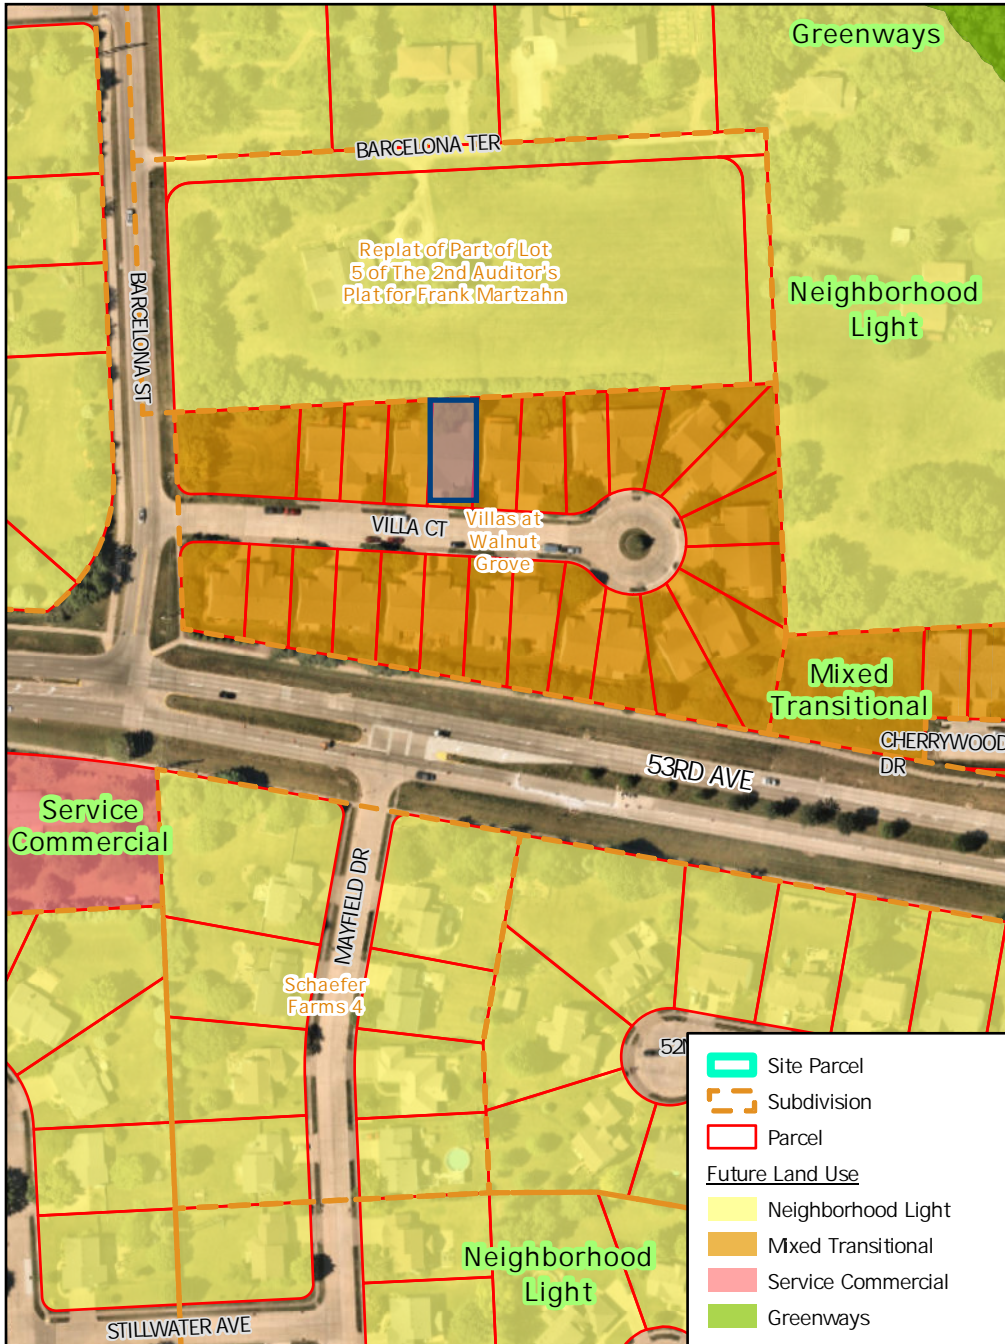 Greenways
BARCELONA TER
Replat of Part of Lot
5 of The 2nd Auditor's
Plat for Frank Martzahn
BARCELONA ST
Neighborhood
Light
VILLA CT
Villas at
Walnut
Grove
Mixed
Transitional
CHERRYWOOD
DR
53RD AVE
Service
Commercial
MAYFIELD DR
Schaefer
Farms 4
Neighborhood
Light
STILLWATER AVE
Site Parcel
Subdivision
Parcel
Future Land Use
Neighborhood Light
Mixed Transitional
Service Commercial
Greenways